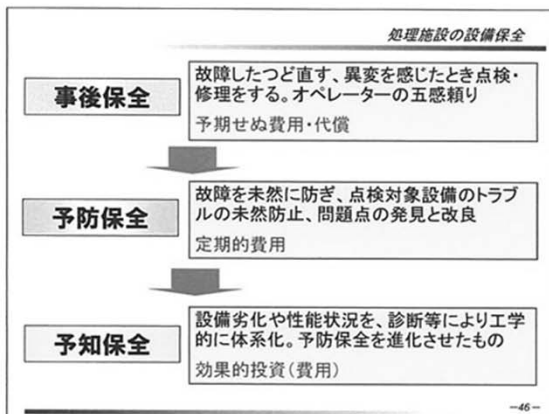 処理施設の設備保全
事後保全
故障したつど直す、異変を感じたとき点検・
修理をする。オペレーターの五感頼り
予期せぬ費用・代償
予防保全
故障を未然に防ぎ、点検対象設備のトラブ
ルの未然防止、問題点の発見と改良
定期的費用
予知保全
設備劣化や性能状況を、診断等により工学
的に体系化。予防保全を進化させたもの
効果的投資(費用)
-46-